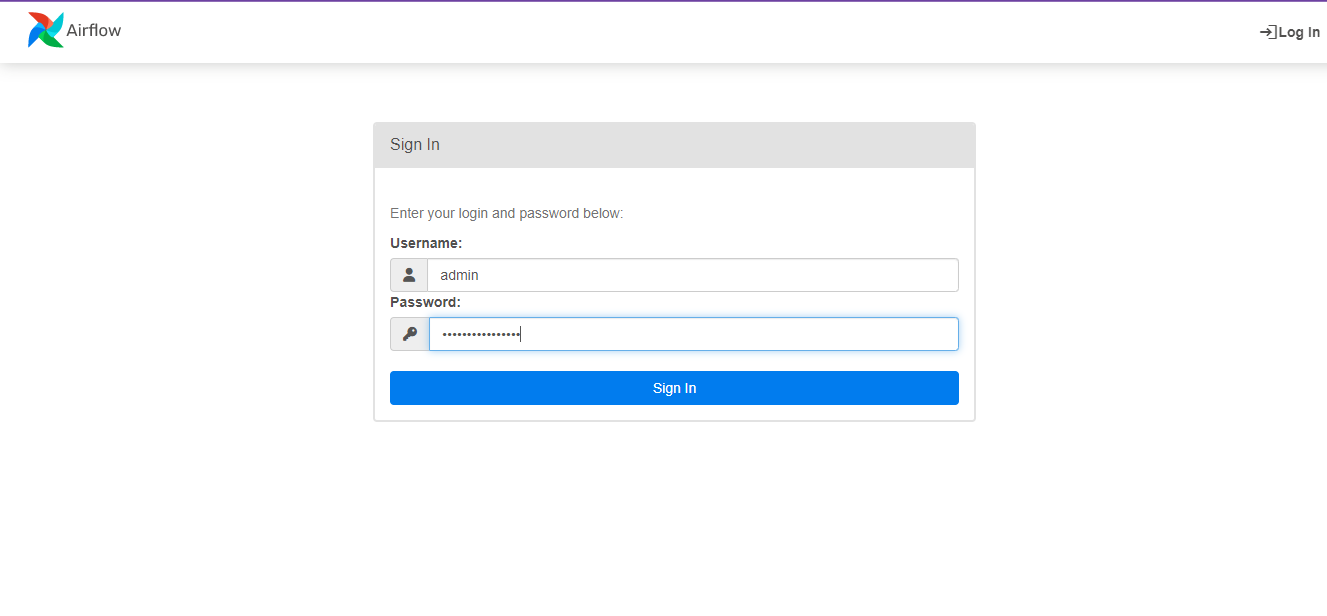 Airflow
Log In
Sign In
Enter your login and password below:
Username:
admin
Password:
••••••••••••••••
Sign In